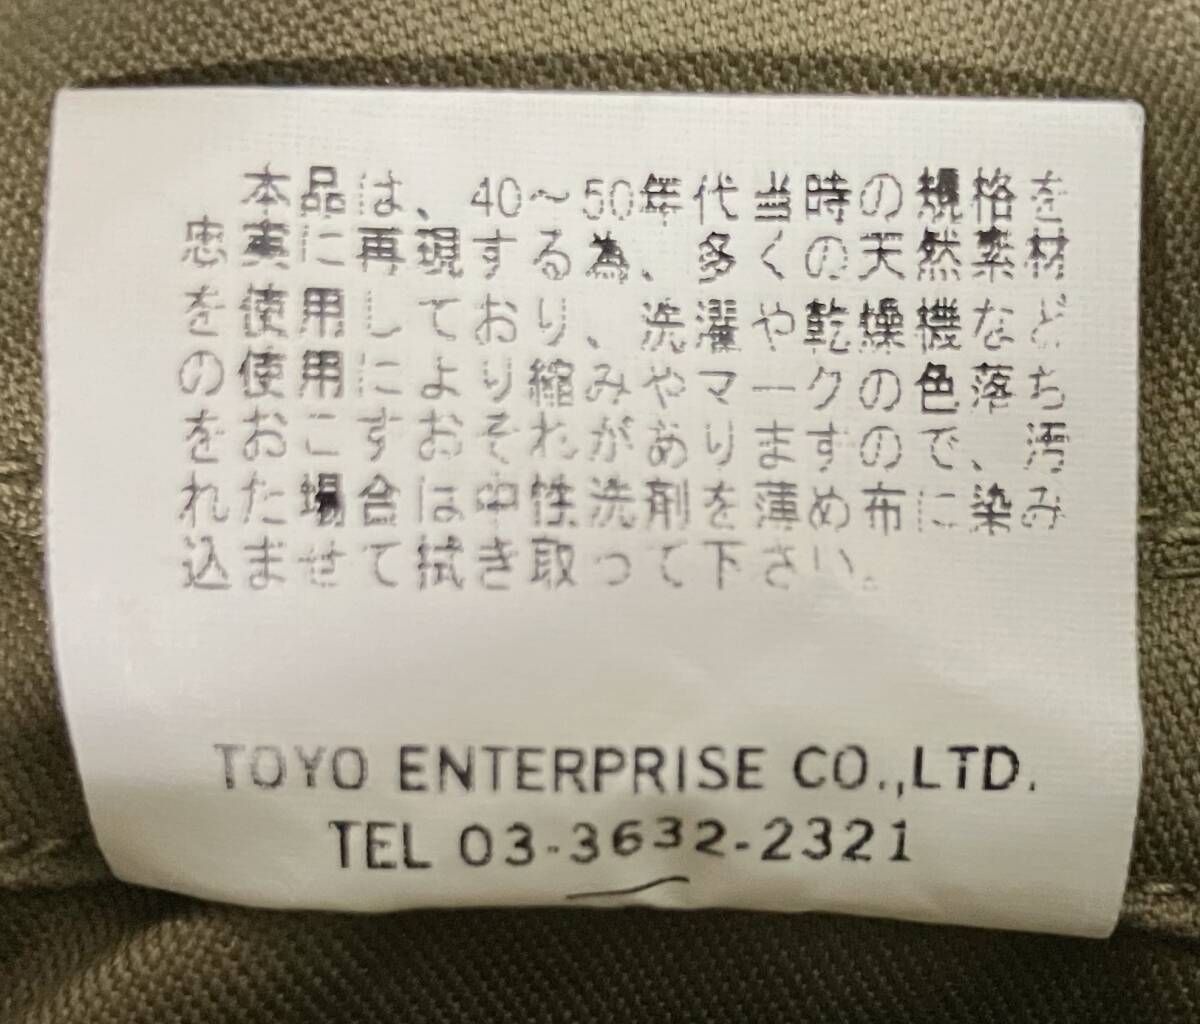 本品は、40〜50年代当時の規格を
忠実に再現する為、多くの天然素材
を使用しており、洗濯や乾燥機など
の使用により縮みやマークの色落ち
をおこすおそれがありますので、汚
れた場合は中性洗剤を薄め布に染み
込ませて拭き取って下さい。
TOYO ENTERPRISE CO.,LTD.
TEL 03-3632-2321